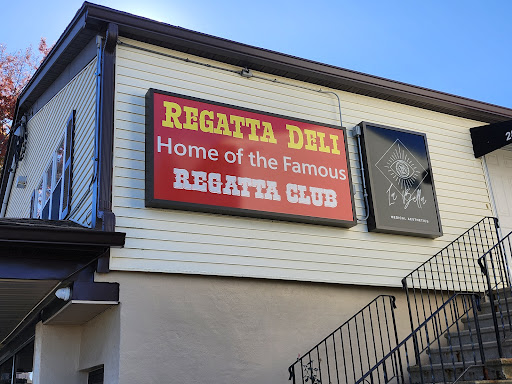 REGATTA DELI
Home of the Famous
REGATTA CLUB
La Bella
MEDICAL AESTHETICS